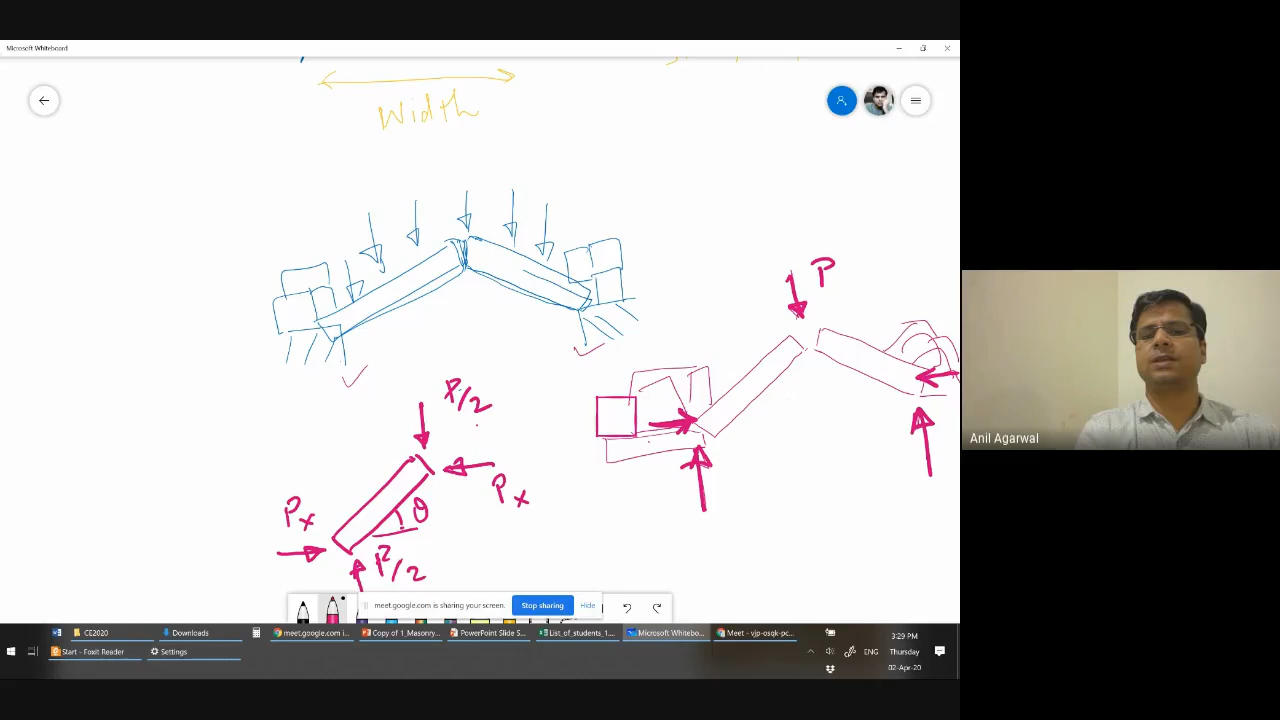 Microsoft Whiteboard
Width
P
P/2
Px
θ
Px
P/2
Anil Agarwal
meet.google.com is sharing your screen.
Stop sharing
Hide
CE2020
Downloads
meet.google.com i...
Copy of 1_Masonry...
PowerPoint Slide S...
List_of_students_1...
Microsoft Whitebo...
Meet - vjp-osqk-pc...
3:29 PM
Start - Foxit Reader
Settings
ENG
Thursday
02-Apr-20